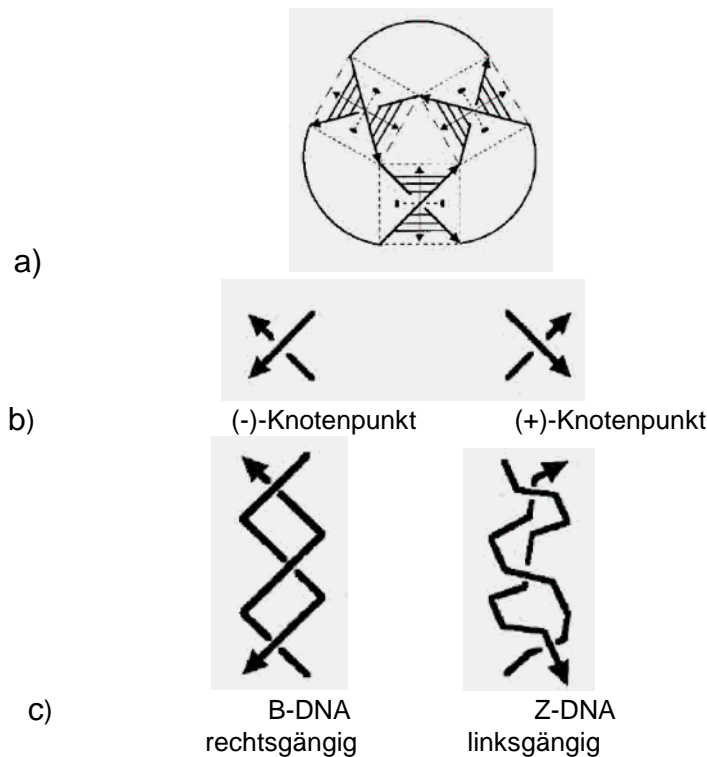 a)
b)
(-)-Knotenpunkt (+)-Knotenpunkt
c)
B-DNA Z-DNA
rechtsgängig linksgängig